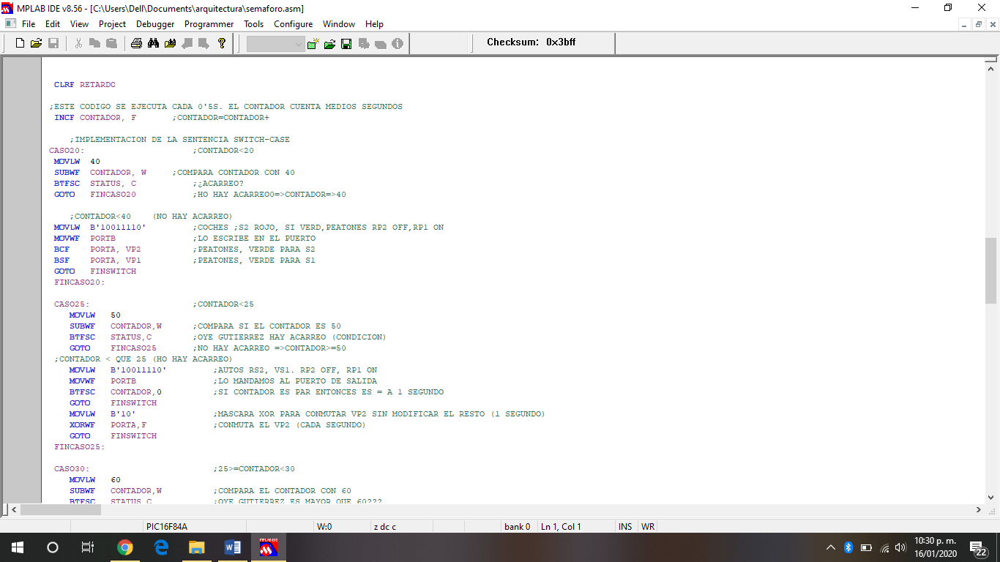 MPLAB IDE v8.56 - [C:\Users\Dell\Documents\arquitectura\semaforo.asm]
File Edit View Project Debugger Programmer Tools Configure Window Help
Checksum: 0x3bff
CLRF RETARDO
;ESTE CODIGO SE EJECUTA CADA 0'5S. EL CONTADOR CUENTA MEDIOS SEGUNDOS
INCF CONTADOR, F ;CONTADOR=CONTADOR+
;IMPLEMENTACION DE LA SENTENCIA SWITCH-CASE
CASO20: ;CONTADOR<20
MOVLW 40
SUBWF CONTADOR, W ;COMPARA CONTADOR CON 40
BTFSC STATUS, C ;¿ACARREO?
GOTO FINCASO20 ;HO HAY ACARREO0=>CONTADOR=>40
;CONTADOR<40 (NO HAY ACARREO)
MOVLW B'10011110' ;COCHES ;S2 ROJO, SI VERD,PEATONES RP2 OFF,RP1 ON
MOVWF PORTB ;LO ESCRIBE EN EL PUERTO
BCF PORTA, VP2 ;PEATONES, VERDE PARA S2
BSF PORTA, VP1 ;PEATONES, VERDE PARA S1
GOTO FINSWITCH
FINCASO20:
CASO25: ;CONTADOR<25
MOVLW 50
SUBWF CONTADOR,W ;COMPARA SI EL CONTADOR ES 50
BTFSC STATUS,C ;OYE GUTIERREZ HAY ACARREO (CONDICION)
GOTO FINCASO25 ;NO HAY ACARREO =>CONTADOR>=50
;CONTADOR < QUE 25 (HO HAY ACARREO)
MOVLW B'10011110' ;AUTOS RS2, VS1. RP2 OFF, RP1 ON
MOVWF PORTB ;LO MANDAMOS AL PUERTO DE SALIDA
BTFSC CONTADOR,0 ;SI CONTADOR ES PAR ENTONCES ES = A 1 SEGUNDO
GOTO FINSWITCH
MOVLW B'10' ;MASCARA XOR PARA CONMUTAR VP2 SIN MODIFICAR EL RESTO (1 SEGUNDO)
XORWF PORTA,F ;CONMUTA EL VP2 (CADA SEGUNDO)
GOTO FINSWITCH
FINCASO25:
CASO30: ;25>=CONTADOR<30
MOVLW 60
SUBWF CONTADOR,W ;COMPARA EL CONTADOR CON 60
BTFSC STATUS,C ;OYE GUTIERREZ ES MAYOR QUE 60???
PIC16F84A W:0 z dc c bank 0 Ln 1, Col 1 INS WR
10:30 p. m.
16/01/2020
22